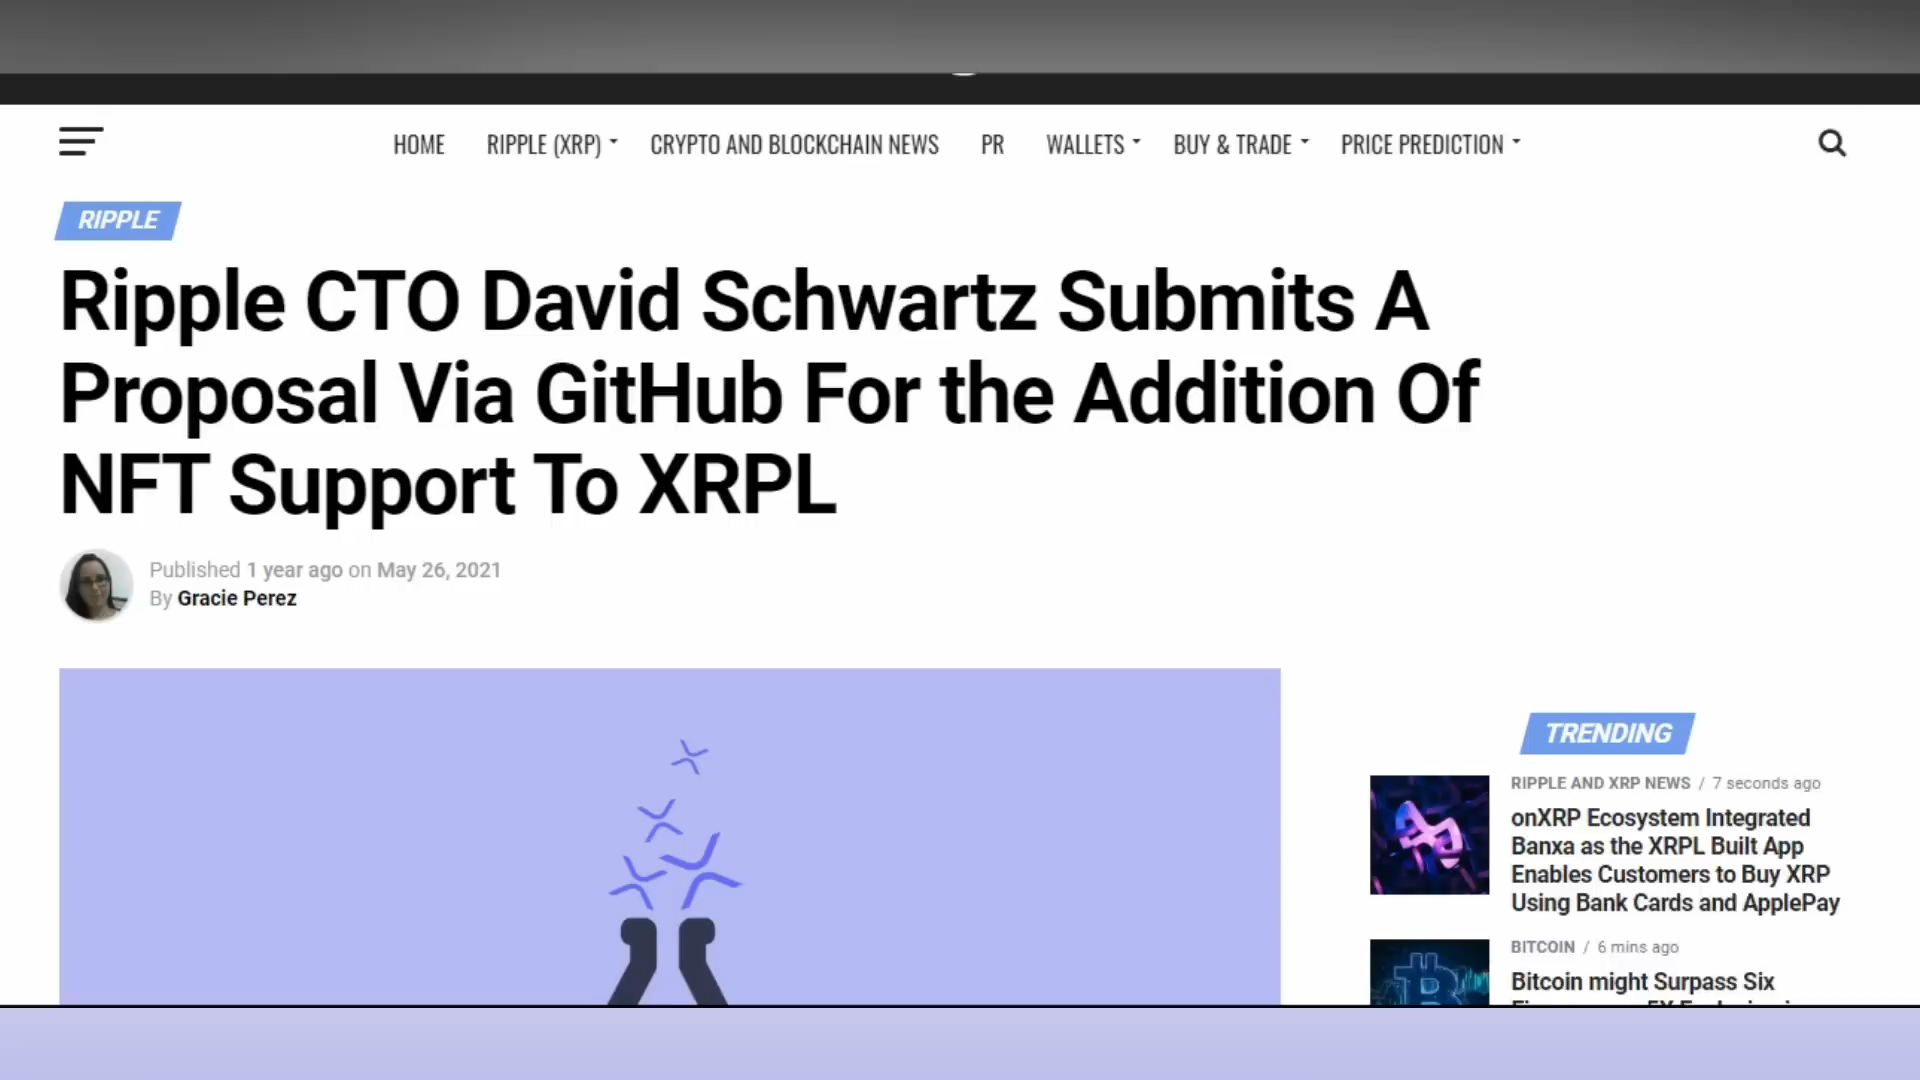 HOME RIPPLE (XRP) CRYPTO AND BLOCKCHAIN NEWS PR WALLETS BUY & TRADE PRICE PREDICTION
RIPPLE
Ripple CTO David Schwartz Submits A
Proposal Via GitHub For the Addition Of
NFT Support To XRPL
Published 1 year ago on May 26, 2021
By Gracie Perez
TRENDING
RIPPLE AND XRP NEWS / 7 seconds ago
onXRP Ecosystem Integrated
Banxa as the XRPL Built App
Enables Customers to Buy XRP
Using Bank Cards and ApplePay
BITCOIN / 6 mins ago
Bitcoin might Surpass Six